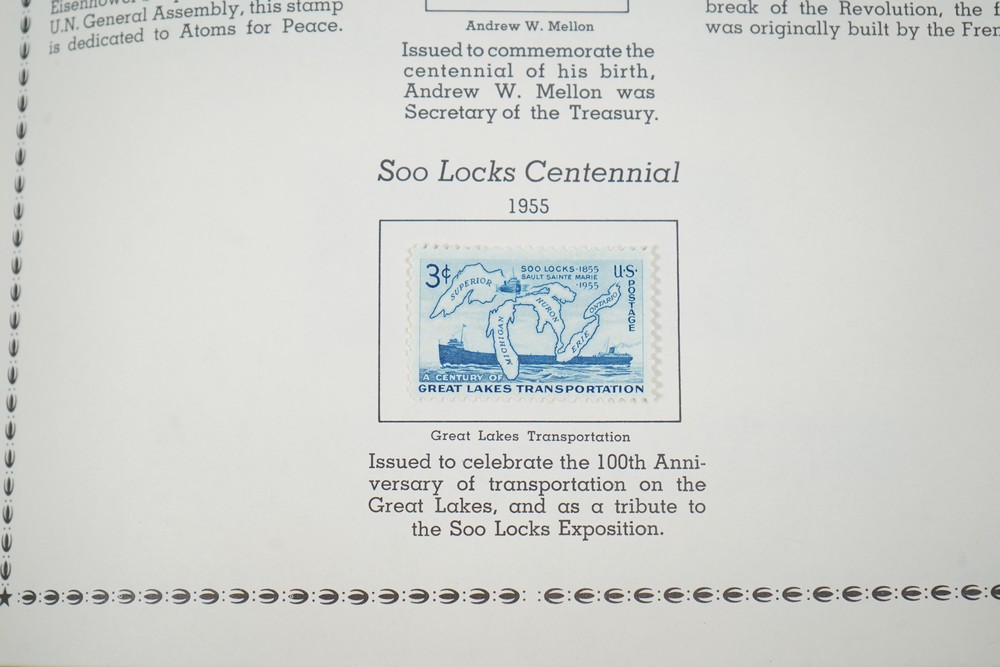 Eisenhower
U.N. General Assembly, this stamp
is dedicated to Atoms for Peace.
Andrew W. Mellon
Issued to commemorate the
centennial of his birth,
Andrew W. Mellon was
Secretary of the Treasury.
break of the Revolution, the
was originally built by the
Soo Locks Centennial
1955
3¢
SOO LOCKS·1855
SAULT SAINTE MARIE
·1955
U·S·
POSTAGE
SUPERIOR
MICHIGAN
HURON
ERIE
ONTARIO
A CENTURY OF
GREAT LAKES TRANSPORTATION
Great Lakes Transportation
Issued to celebrate the 100th Anni-
versary of transportation on the
Great Lakes, and as a tribute to
the Soo Locks Exposition.